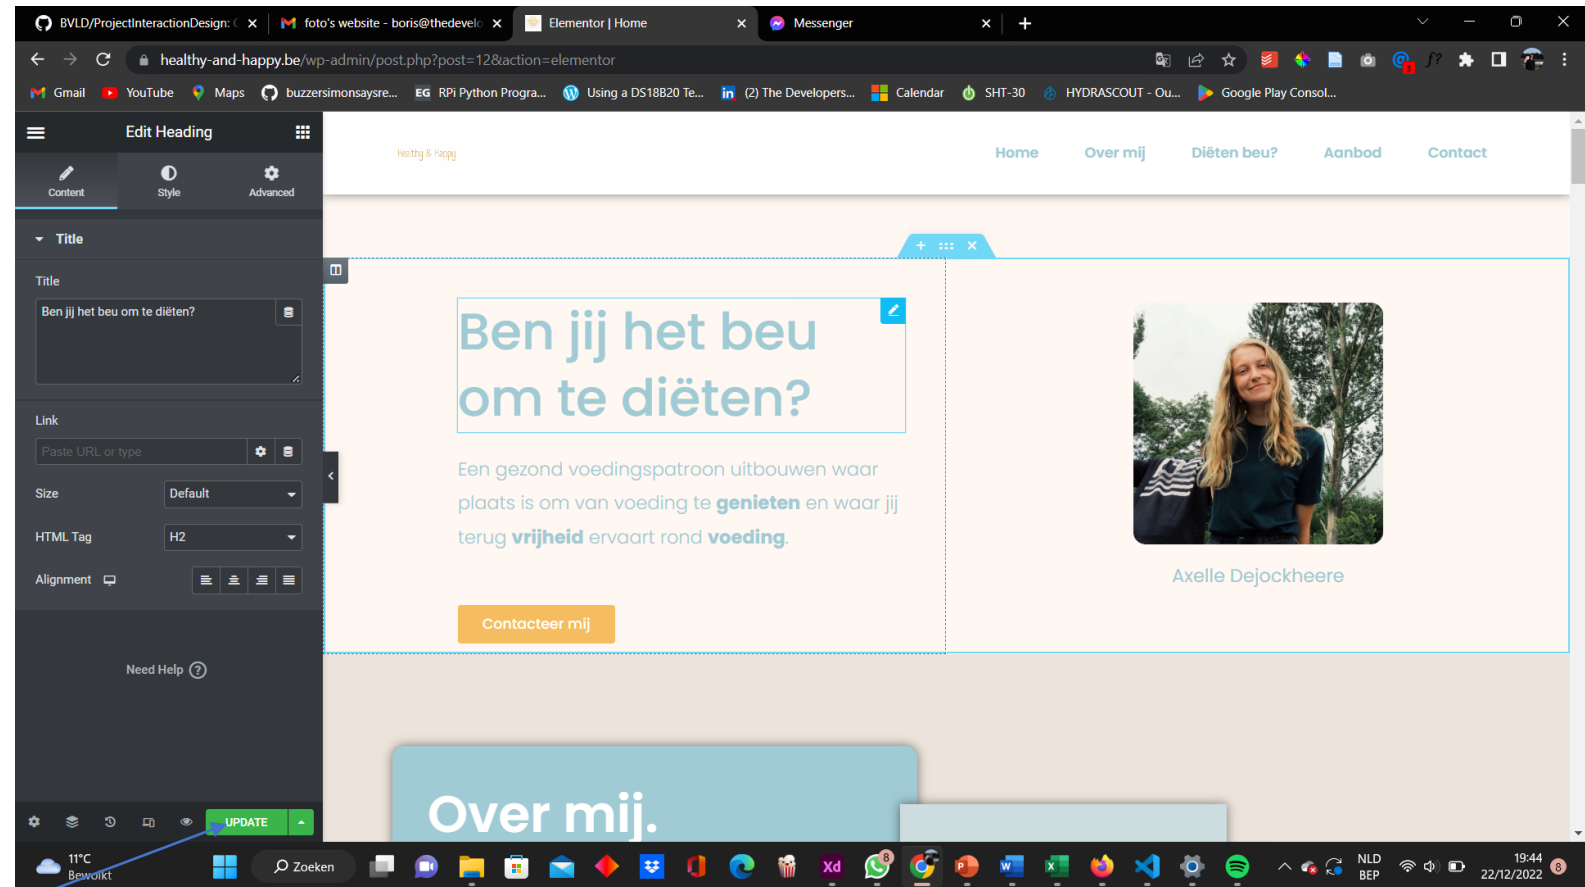 BVLD/ProjectInteractionDesign: C
foto's website - boris@thedevelo
Elementor | Home
Messenger
healthy-and-happy.be/wp-admin/post.php?post=12&action=elementor
Gmail
YouTube
Maps
buzzersimonsaysre...
EG RPi Python Progra...
Using a DS18B20 Te...
(2) The Developers...
Calendar
SHT-30
HYDRASCOUT - Ou...
Google Play Consol...
Edit Heading
Content
Style
Advanced
Title
Title
Ben jij het beu om te diëten?
Link
Paste URL or type
Size
Default
HTML Tag
H2
Alignment
Need Help ?
UPDATE
Healthy & Happy
Home
Over mij
Diëten beu?
Aanbod
Contact
Ben jij het beu
om te diëten?
Een gezond voedingspatroon uitbouwen waar
plaats is om van voeding te genieten en waar jij
terug vrijheid ervaart rond voeding.
Contacteer mij
Axelle Dejockheere
Over mij.
11°C
Bewolkt
Zoeken
Xd
8
NLD
BEP
19:44
22/12/2022
8